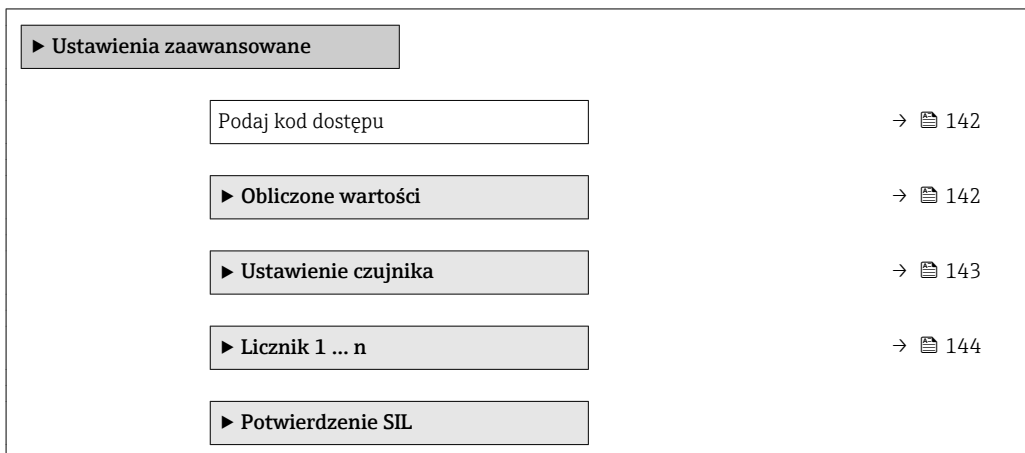 ▶ Ustawienia zaawansowane
Podaj kod dostępu → 142
▶ Obliczone wartości → 142
▶ Ustawienie czujnika → 143
▶ Licznik 1 … n → 144
▶ Potwierdzenie SIL